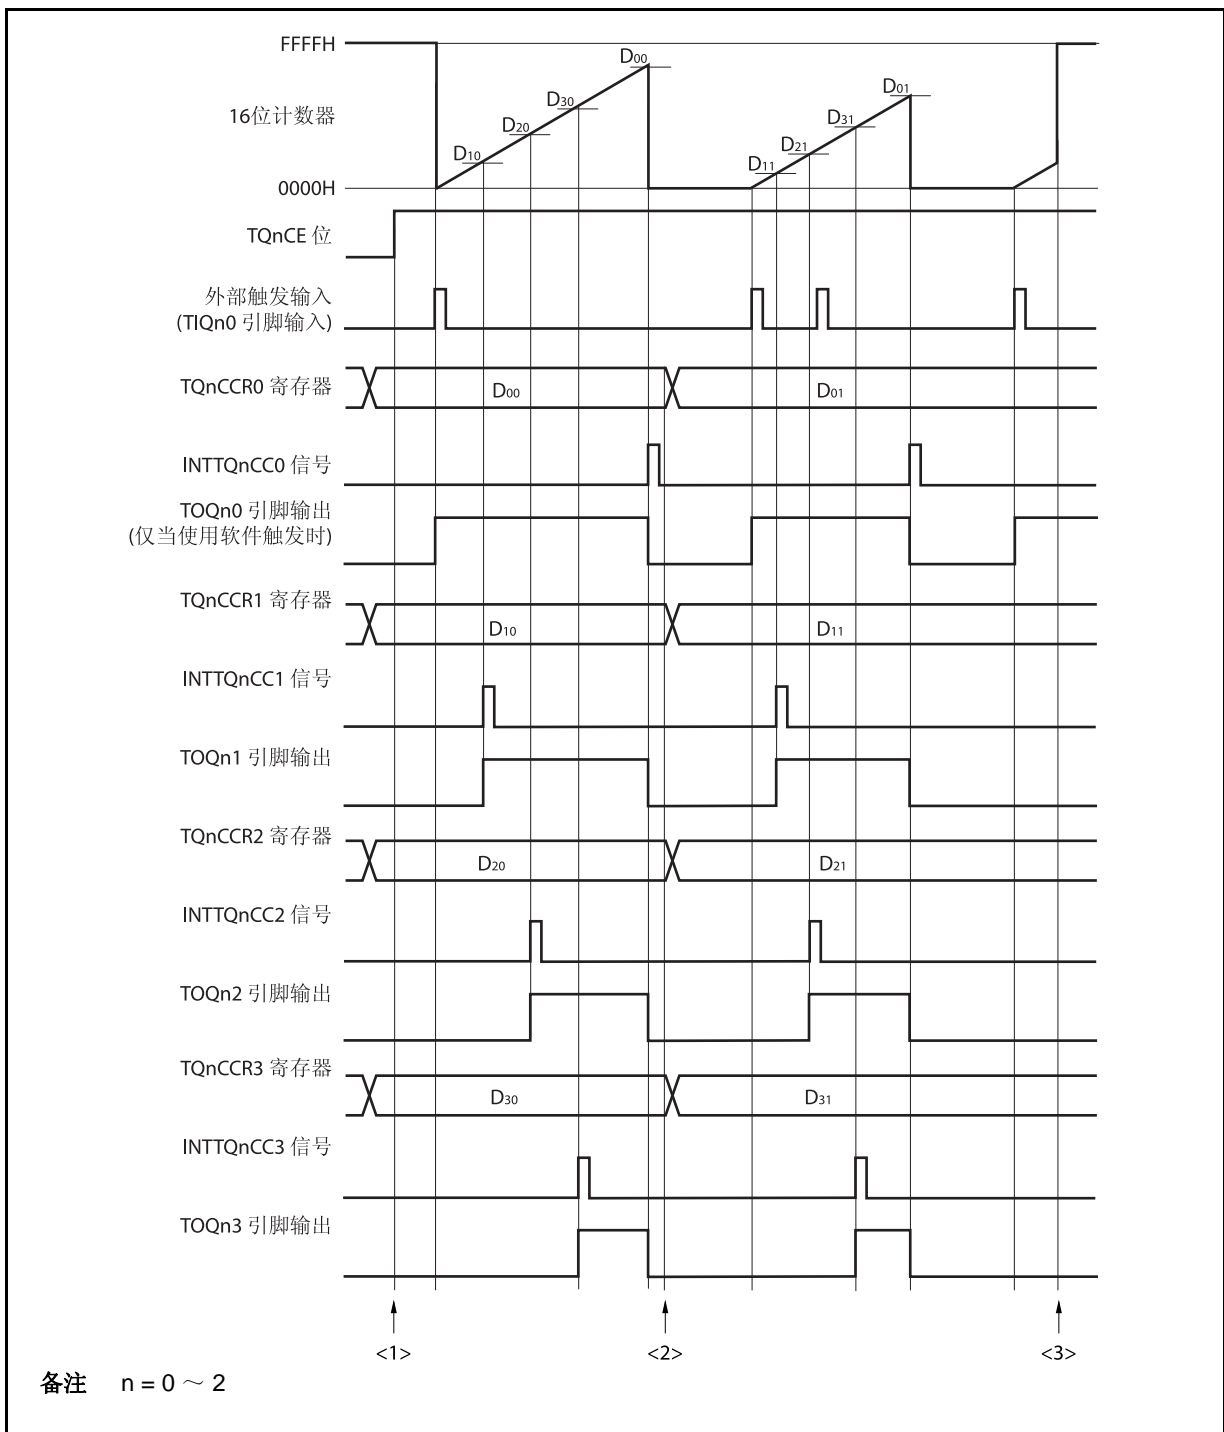 FFFFH
D00
D01
D30
D31
16位计数器
D20
D21
D10
D11
0000H
TQnCE 位
外部触发输入
(TIQn0 引脚输入)
TQnCCR0 寄存器
D00
D01
INTTQnCC0 信号
TOQn0 引脚输出
(仅当使用软件触发时)
TQnCCR1 寄存器
D10
D11
INTTQnCC1 信号
TOQn1 引脚输出
TQnCCR2 寄存器
D20
D21
INTTQnCC2 信号
TOQn2 引脚输出
TQnCCR3 寄存器
D30
D31
INTTQnCC3 信号
TOQn3 引脚输出
<1>
<2>
<3>
备注 n = 0 ～ 2